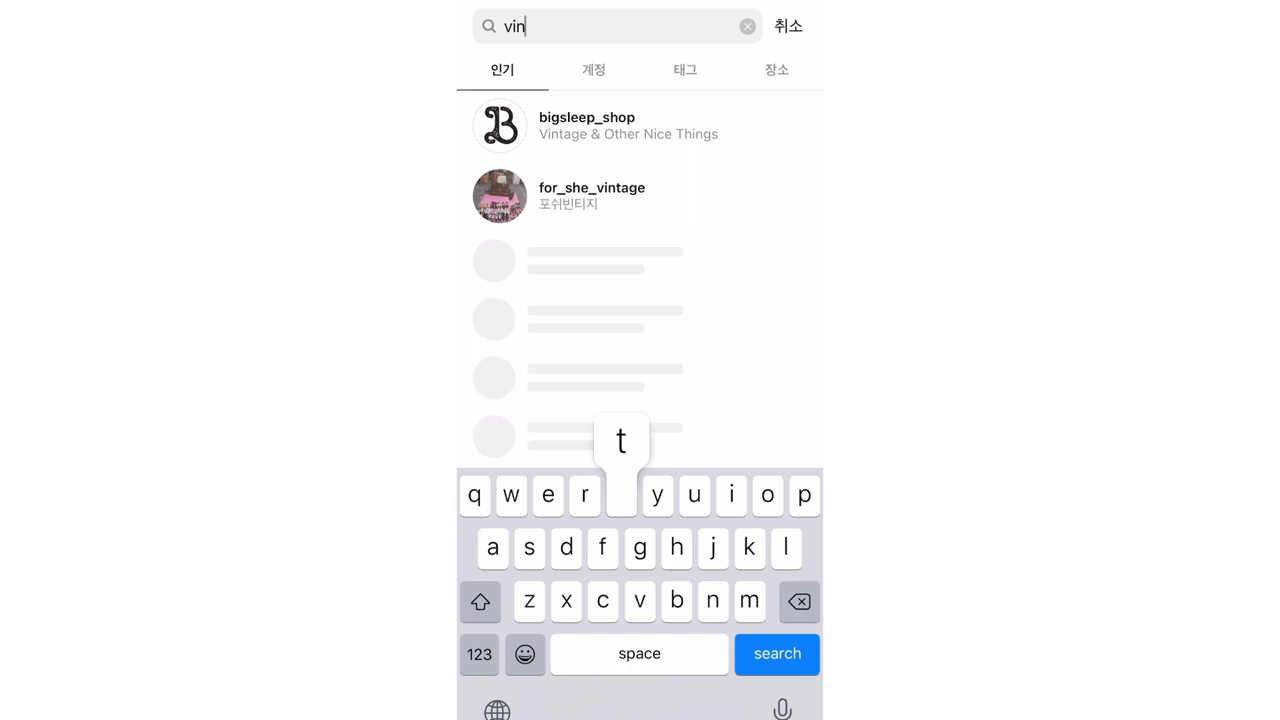 vin
취소
인기 계정 태그 장소
B
bigsleep_shop
Vintage & Other Nice Things
for_she_vintage
포쉬빈티지
t
q w e r y u i o p
a s d f g h j k l
z x c v b n m
123 space search